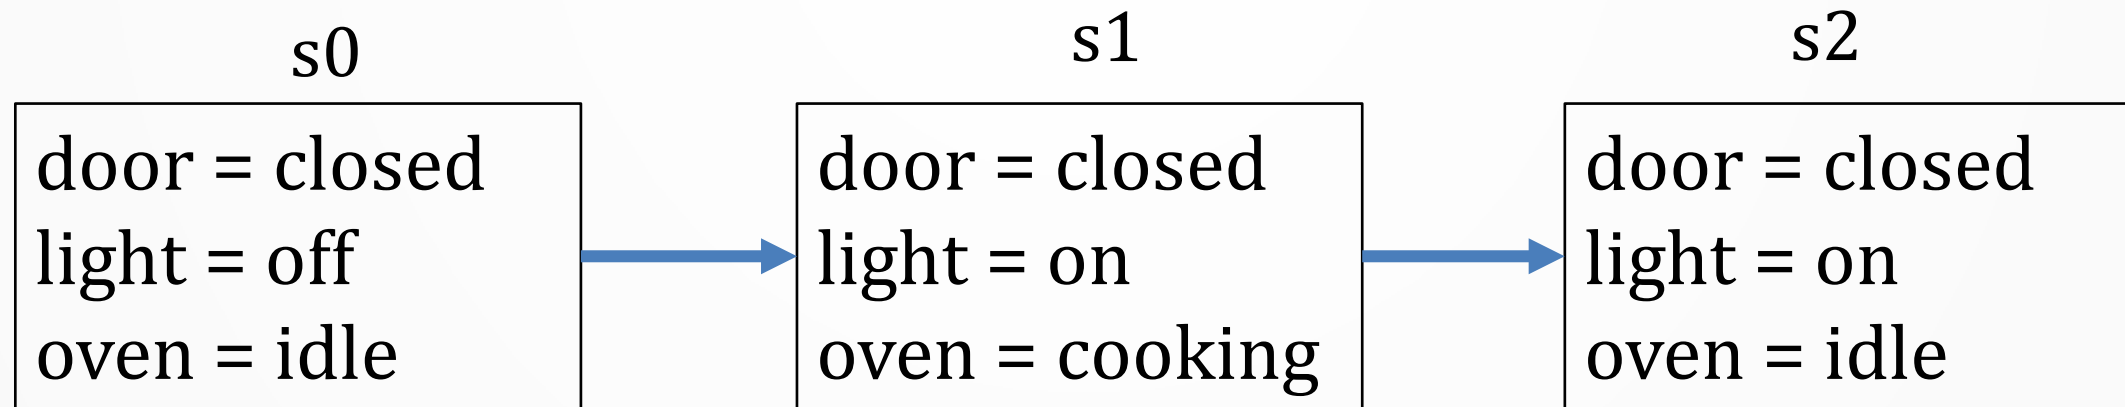 s0
door = closed
light = off
oven = idle
s1
door = closed
light = on
oven = cooking
s2
door = closed
light = on
oven = idle